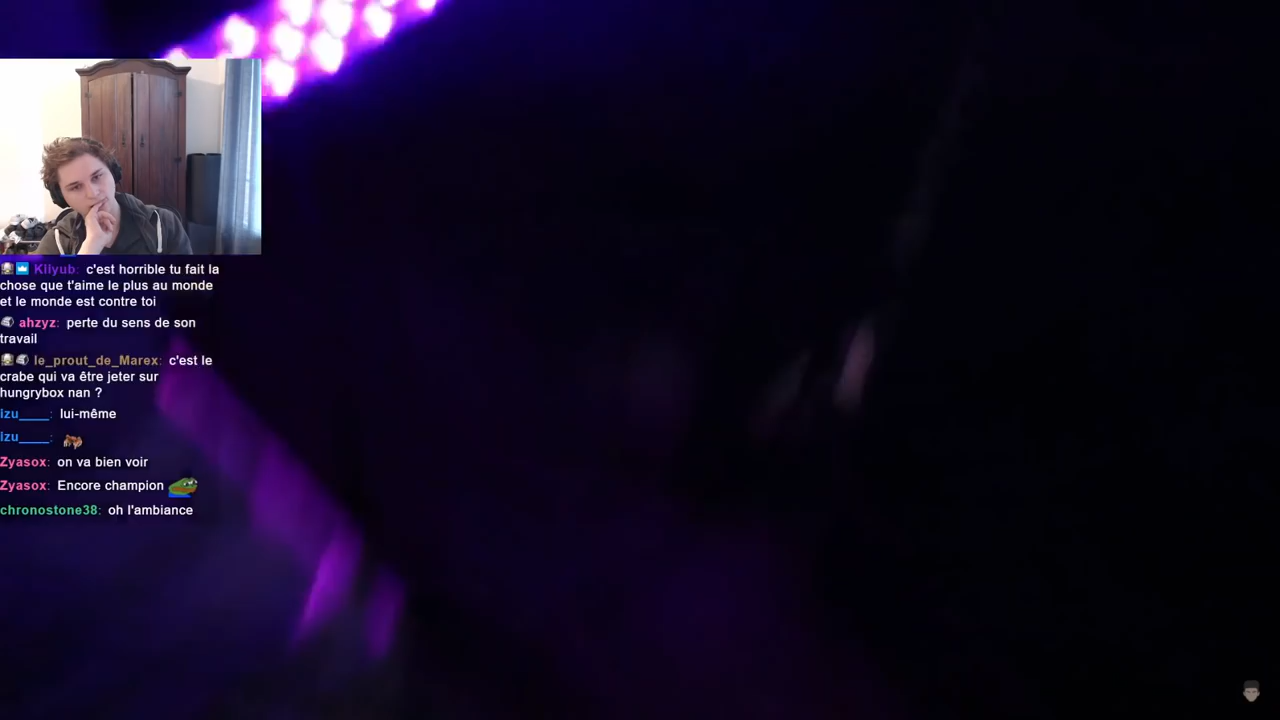 Kllyub: c'est horrible tu fait la
chose que t'aime le plus au monde
et le monde est contre toi
ahzyz: perte du sens de son
travail
le_prout_de_Marex: c'est le
crabe qui va être jeter sur
hungrybox nan ?
izu____: lui-même
izu____:
Zyasox: on va bien voir
Zyasox: Encore champion
chronostone38: oh l'ambiance